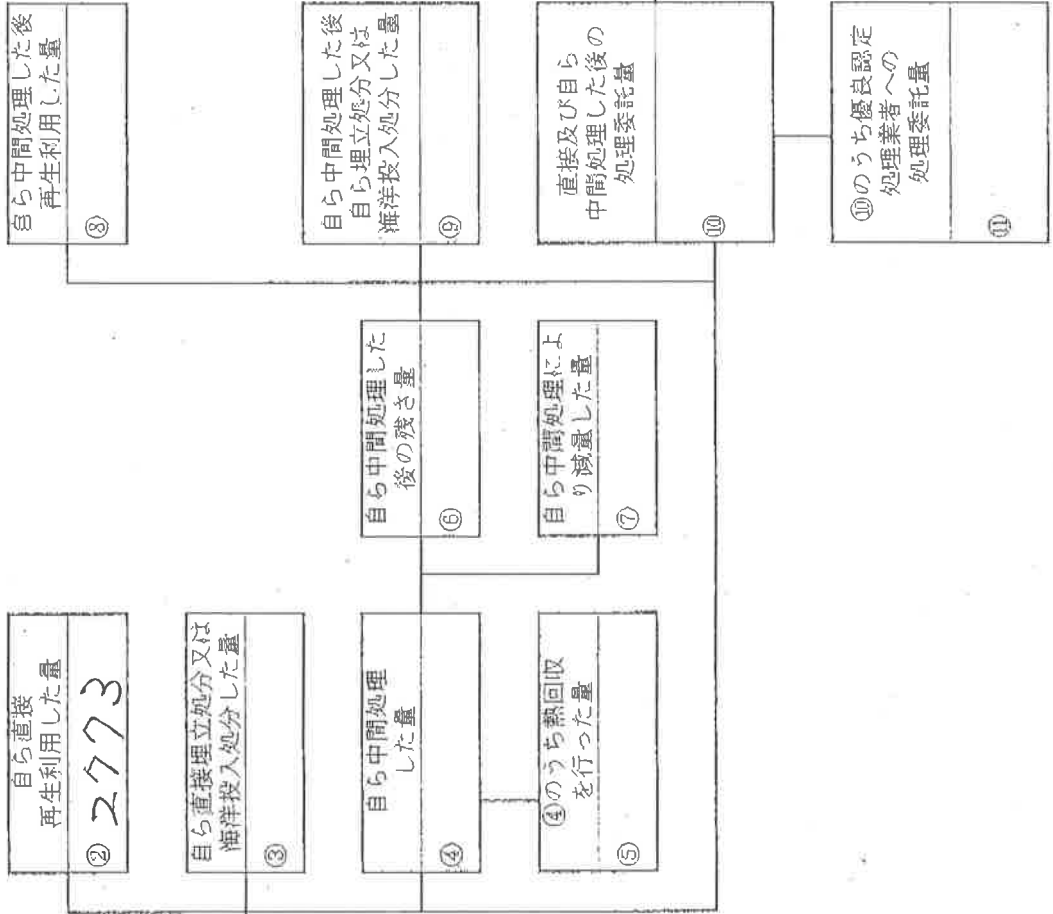 自ら直接
再生利用した量
② 2773
自ら直接埋立処分又は
海洋投入処分した量
③
自ら中間処理
した量
④
④のうち熱回収
を行った量
⑤
自ら中間処理した
後の残さ量
⑥
自ら中間処理によ
り減量した量
⑦
自ら中間処理した後
再生利用した量
⑧
自ら中間処理した後
自ら埋立処分又は
海洋投入処分した量
⑨
直接及び自ら
中間処理した後の
処理委託量
⑩
⑩のうち優良認定
処理業者への
処理委託量
⑪